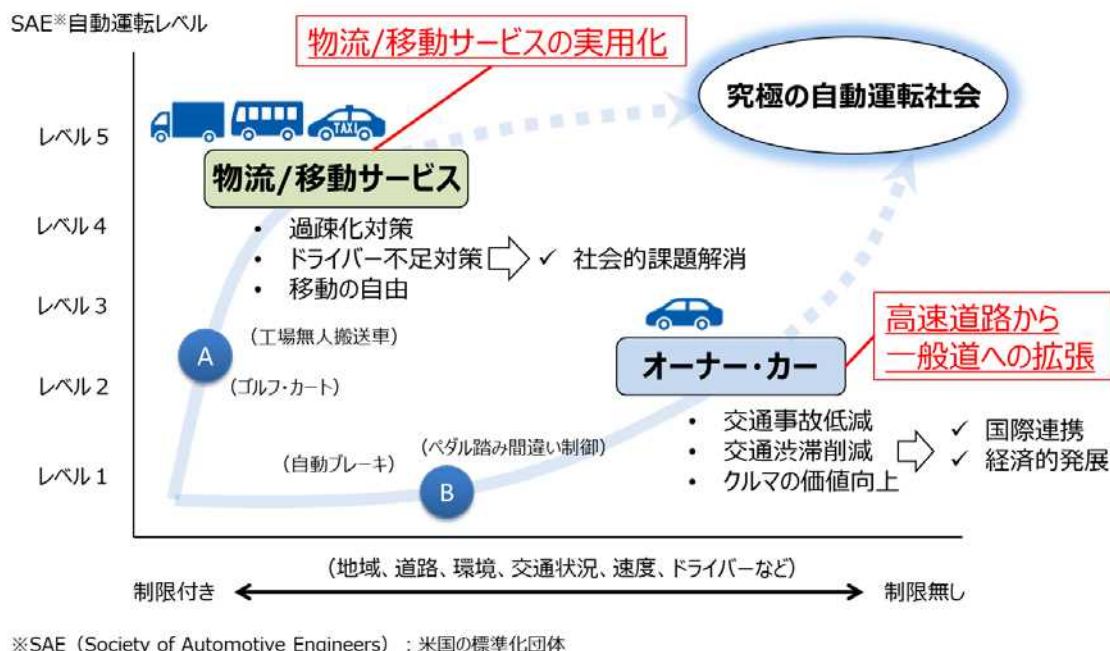 SAE※自動運転レベル
物流/移動サービスの実用化
究極の自動運転社会
レベル5
TAXI
物流/移動サービス
レベル4
• 過疎化対策
• ドライバー不足対策
• 移動の自由
✓ 社会的課題解消
レベル3
高速道路から
一般道への拡張
A
(工場無人搬送車)
オーナー・カー
レベル2
(ゴルフ・カート)
• 交通事故低減
• 交通渋滞削減
• クルマの価値向上
✓ 国際連携
✓ 経済的発展
(ペダル踏み間違い制御)
(自動ブレーキ)
レベル1
B
(地域、道路、環境、交通状況、速度、ドライバーなど)
制限付き
制限無し
※SAE(Society of Automotive Engineers):米国の標準化団体